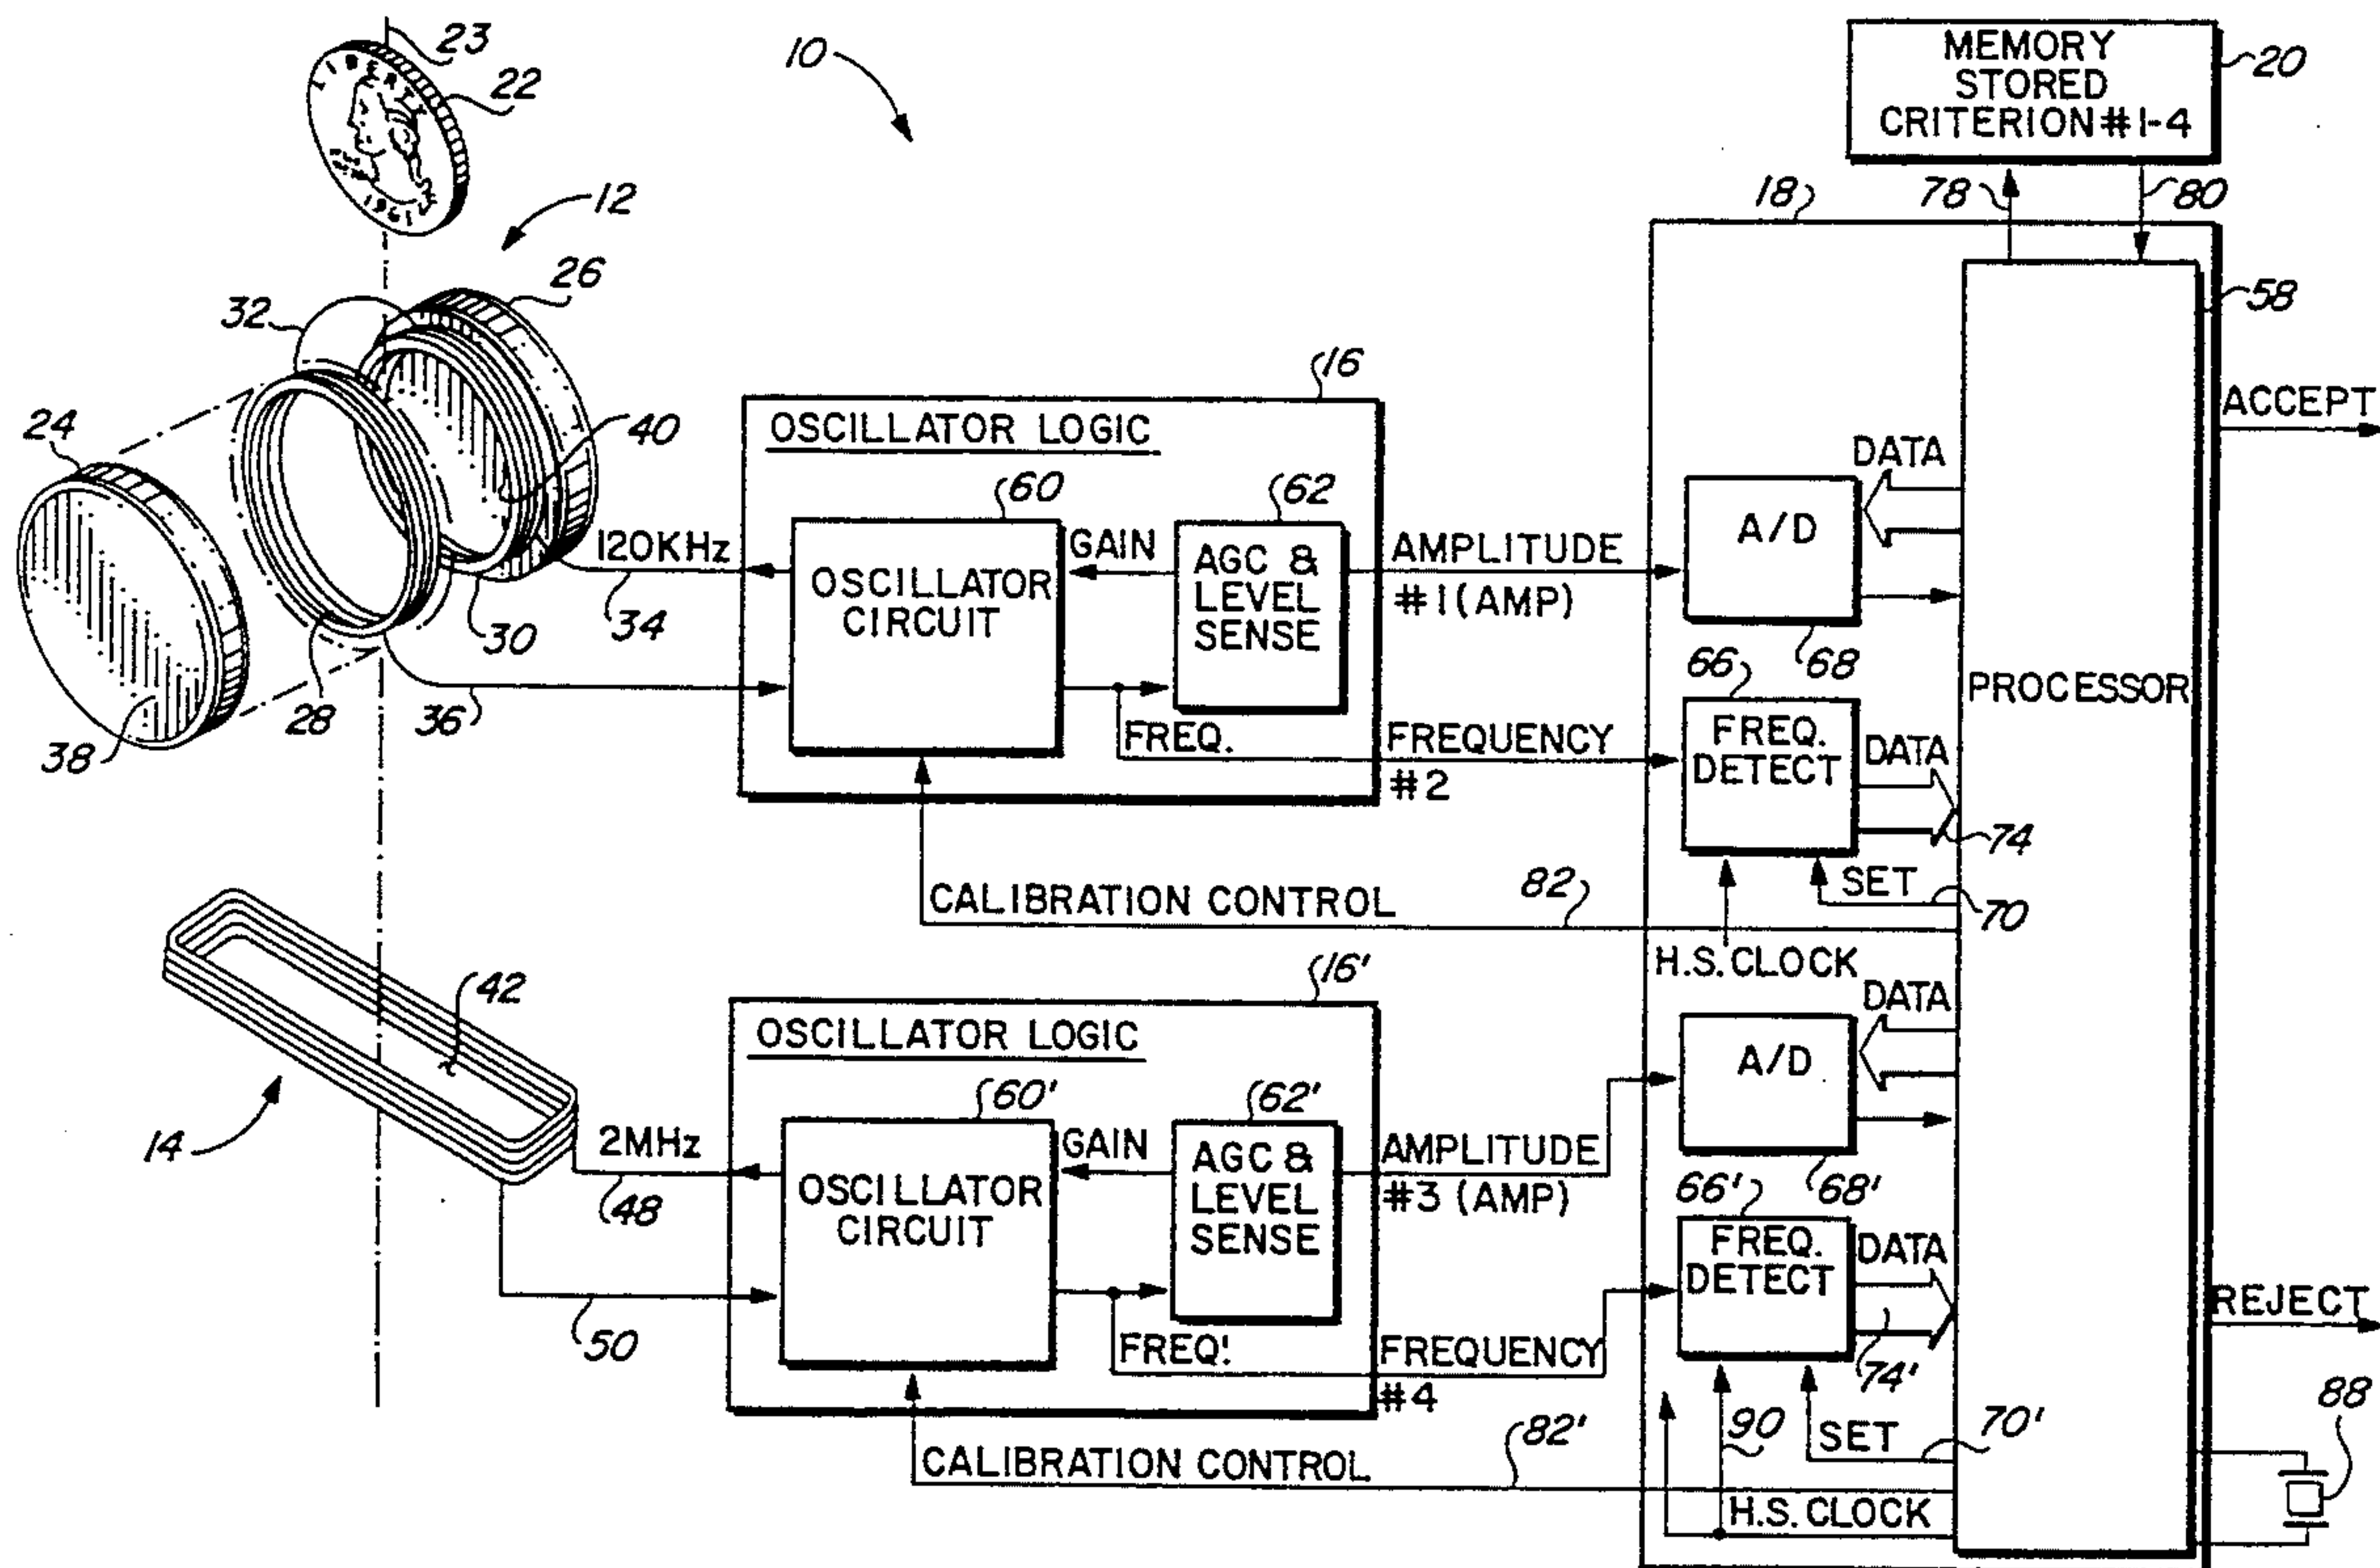 23
22
LIBERTY
1961
10
MEMORY
STORED
CRITERION #1-4
20
12
18
78
80
26
58
32
16
ACCEPT
24
40
OSCILLATOR LOGIC
DATA
60
62
A/D
120KHz
GAIN
AGC &
LEVEL
SENSE
AMPLITUDE
#1 (AMP)
OSCILLATOR
CIRCUIT
30
34
66
68
PROCESSOR
28
36
38
FREQ.
FREQUENCY
#2
FREQ.
DETECT
DATA
74
SET
70
CALIBRATION CONTROL
82
H.S. CLOCK
16'
DATA
42
OSCILLATOR LOGIC
A/D
60'
62'
14
2MHz
48
GAIN
AGC &
LEVEL
SENSE
AMPLITUDE
#3 (AMP)
OSCILLATOR
CIRCUIT
66'
68'
FREQ.
DETECT
DATA
REJECT
50
FREQ!
FREQUENCY
#4
74'
88
82'
90
SET
70'
CALIBRATION CONTROL
H.S. CLOCK